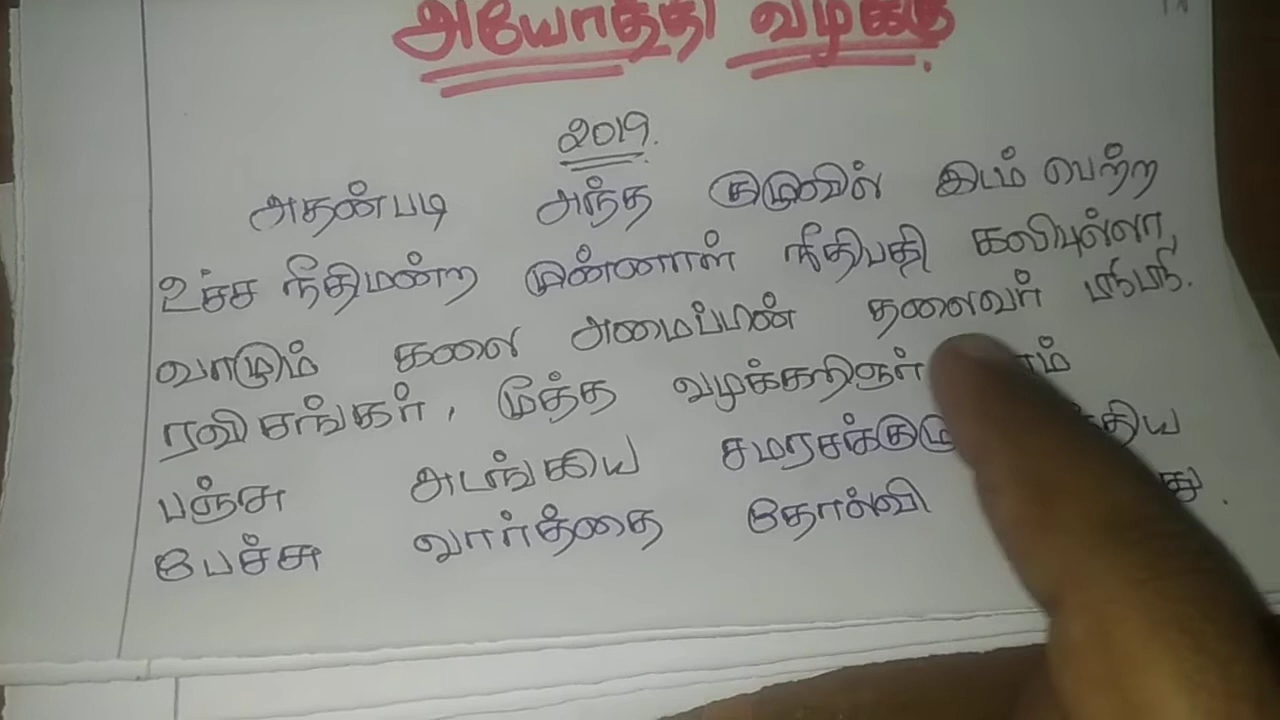 அயோத்தி வழக்கு.
2019.
அதன்படி அந்த குழுவில் இடம் பெற்ற
உச்ச நீதிமன்ற முன்னாள் நீதிபதி கலிபுல்லா,
வாழும் கலை அமைப்பின் தலைவர் ஸ்ரீஸ்ரீ.
ரவிசங்கர், மூத்த வழக்கறிஞர்
பஞ்சு அடங்கிய சமரசக்குழு
பேச்சு வார்த்தை தோல்வி